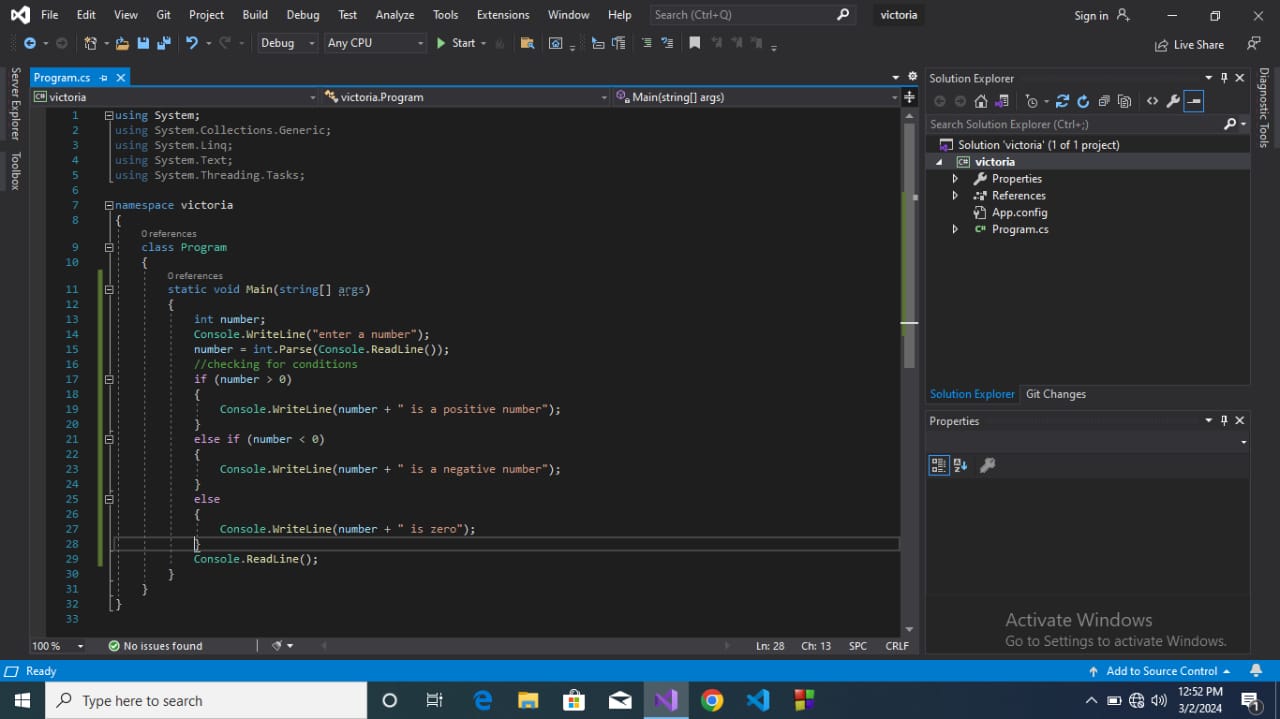 File Edit View Git Project Build Debug Test Analyze Tools Extensions Window Help Search (Ctrl+Q) victoria Sign in
Debug Any CPU Start Live Share
Server Explorer
Toolbox
Program.cs
victoria victoria.Program Main(string[] args)
1 using System;
2 using System.Collections.Generic;
3 using System.Linq;
4 using System.Text;
5 using System.Threading.Tasks;
6
7 namespace victoria
8 {
0 references
9 class Program
10 {
0 references
11 static void Main(string[] args)
12 {
13 int number;
14 Console.WriteLine("enter a number");
15 number = int.Parse(Console.ReadLine());
16 //checking for conditions
17 if (number > 0)
18 {
19 Console.WriteLine(number + " is a positive number");
20 }
21 else if (number < 0)
22 {
23 Console.WriteLine(number + " is a negative number");
24 }
25 else
26 {
27 Console.WriteLine(number + " is zero");
28 }
29 Console.ReadLine();
30 }
31 }
32 }
33
100 % No issues found Ln: 28 Ch: 13 SPC CRLF
Solution Explorer
Search Solution Explorer (Ctrl+;)
Solution 'victoria' (1 of 1 project)
victoria
Properties
References
App.config
Program.cs
Solution Explorer Git Changes
Properties
Activate Windows
Go to Settings to activate Windows.
Diagnostic Tools
Ready Add to Source Control
Type here to search
12:52 PM
3/2/2024
1